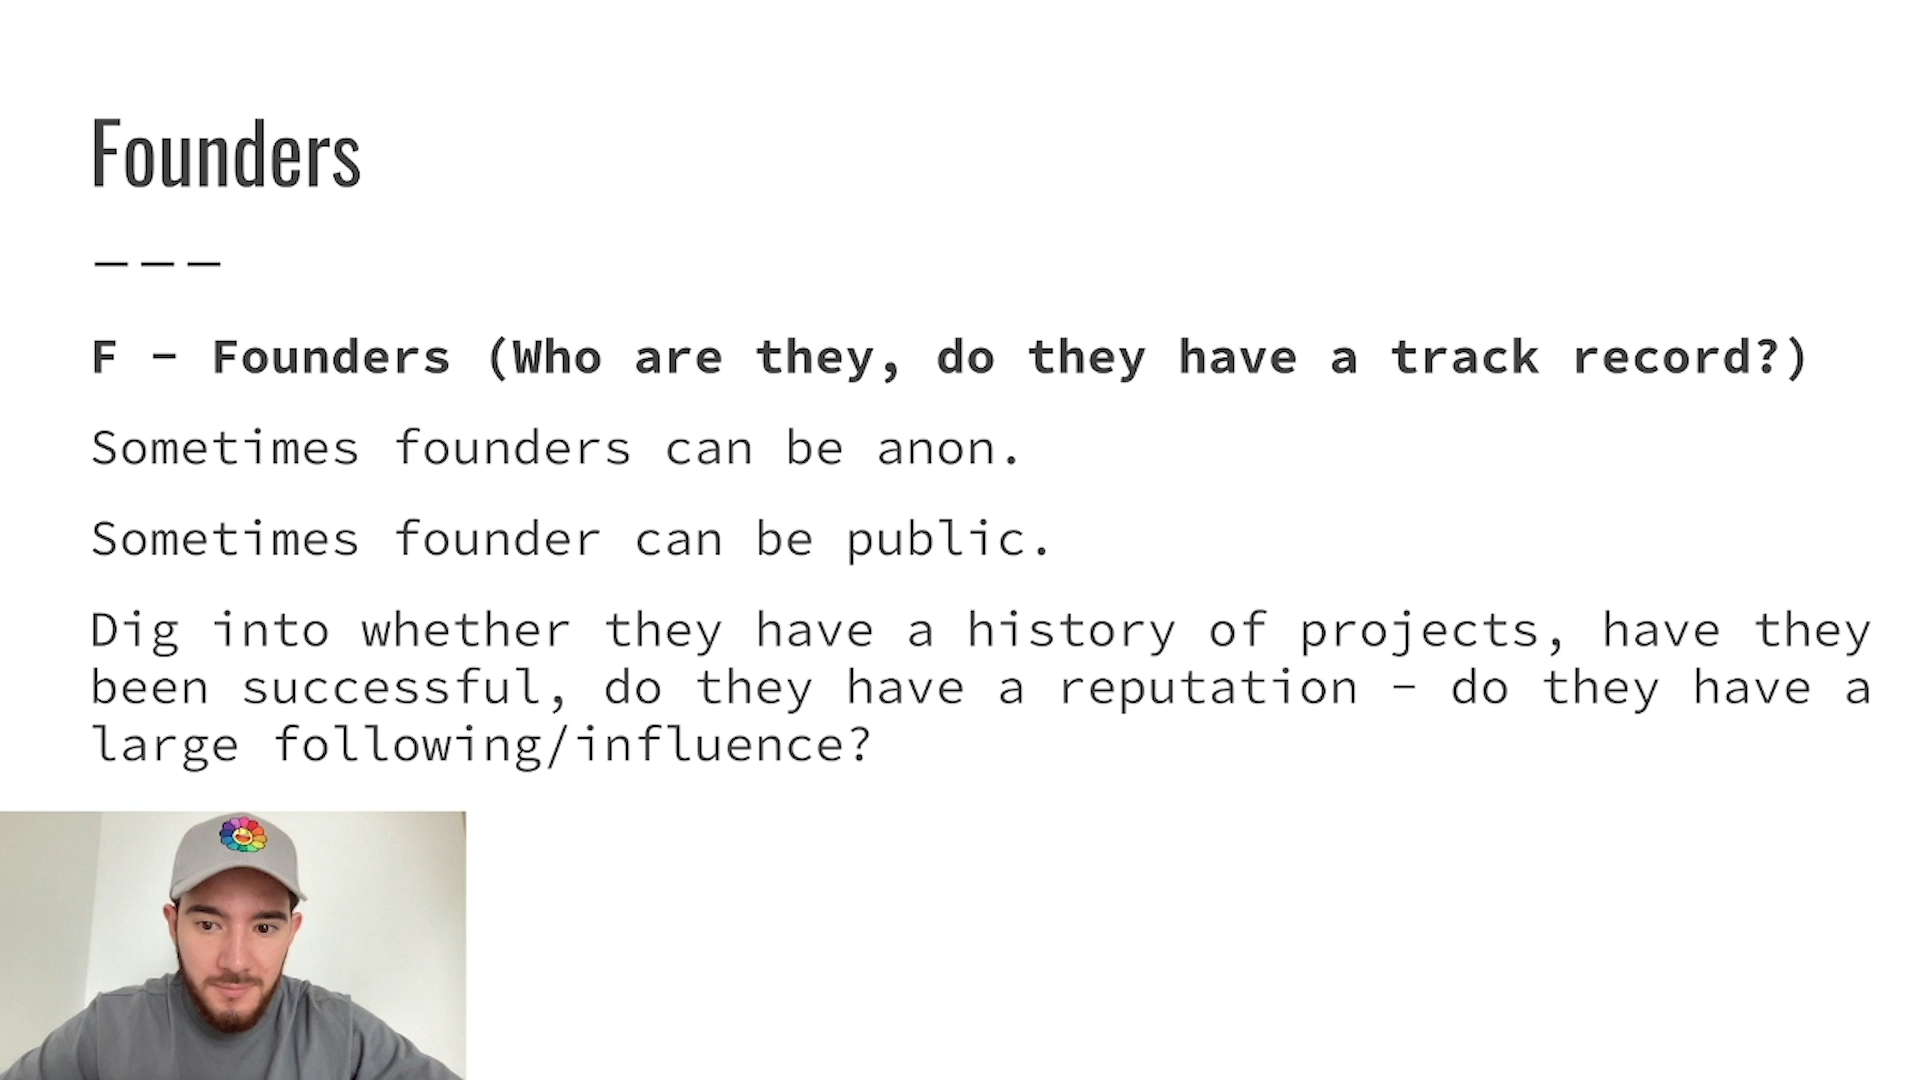 Founders
———
F - Founders (Who are they, do they have a track record?)
Sometimes founders can be anon.
Sometimes founder can be public.
Dig into whether they have a history of projects, have they
been successful, do they have a reputation - do they have a
large following/influence?